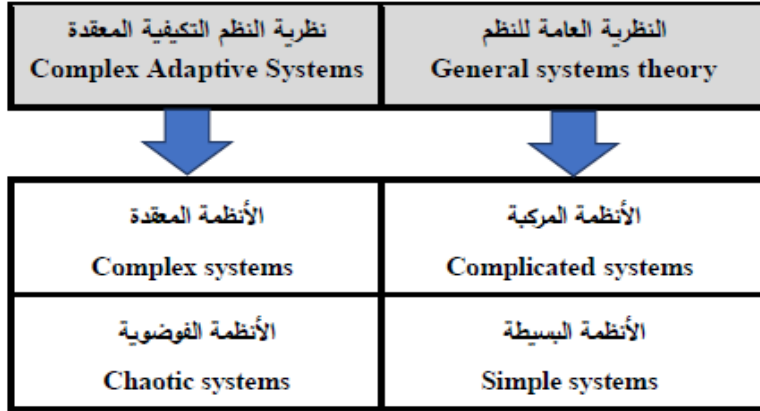 النظرية العامة للنظم
General systems theory
نظرية النظم التكيفية المعقدة
Complex Adaptive Systems
الأنظمة المركبة
Complicated systems
الأنظمة المعقدة
Complex systems
الأنظمة البسيطة
Simple systems
الأنظمة الفوضوية
Chaotic systems